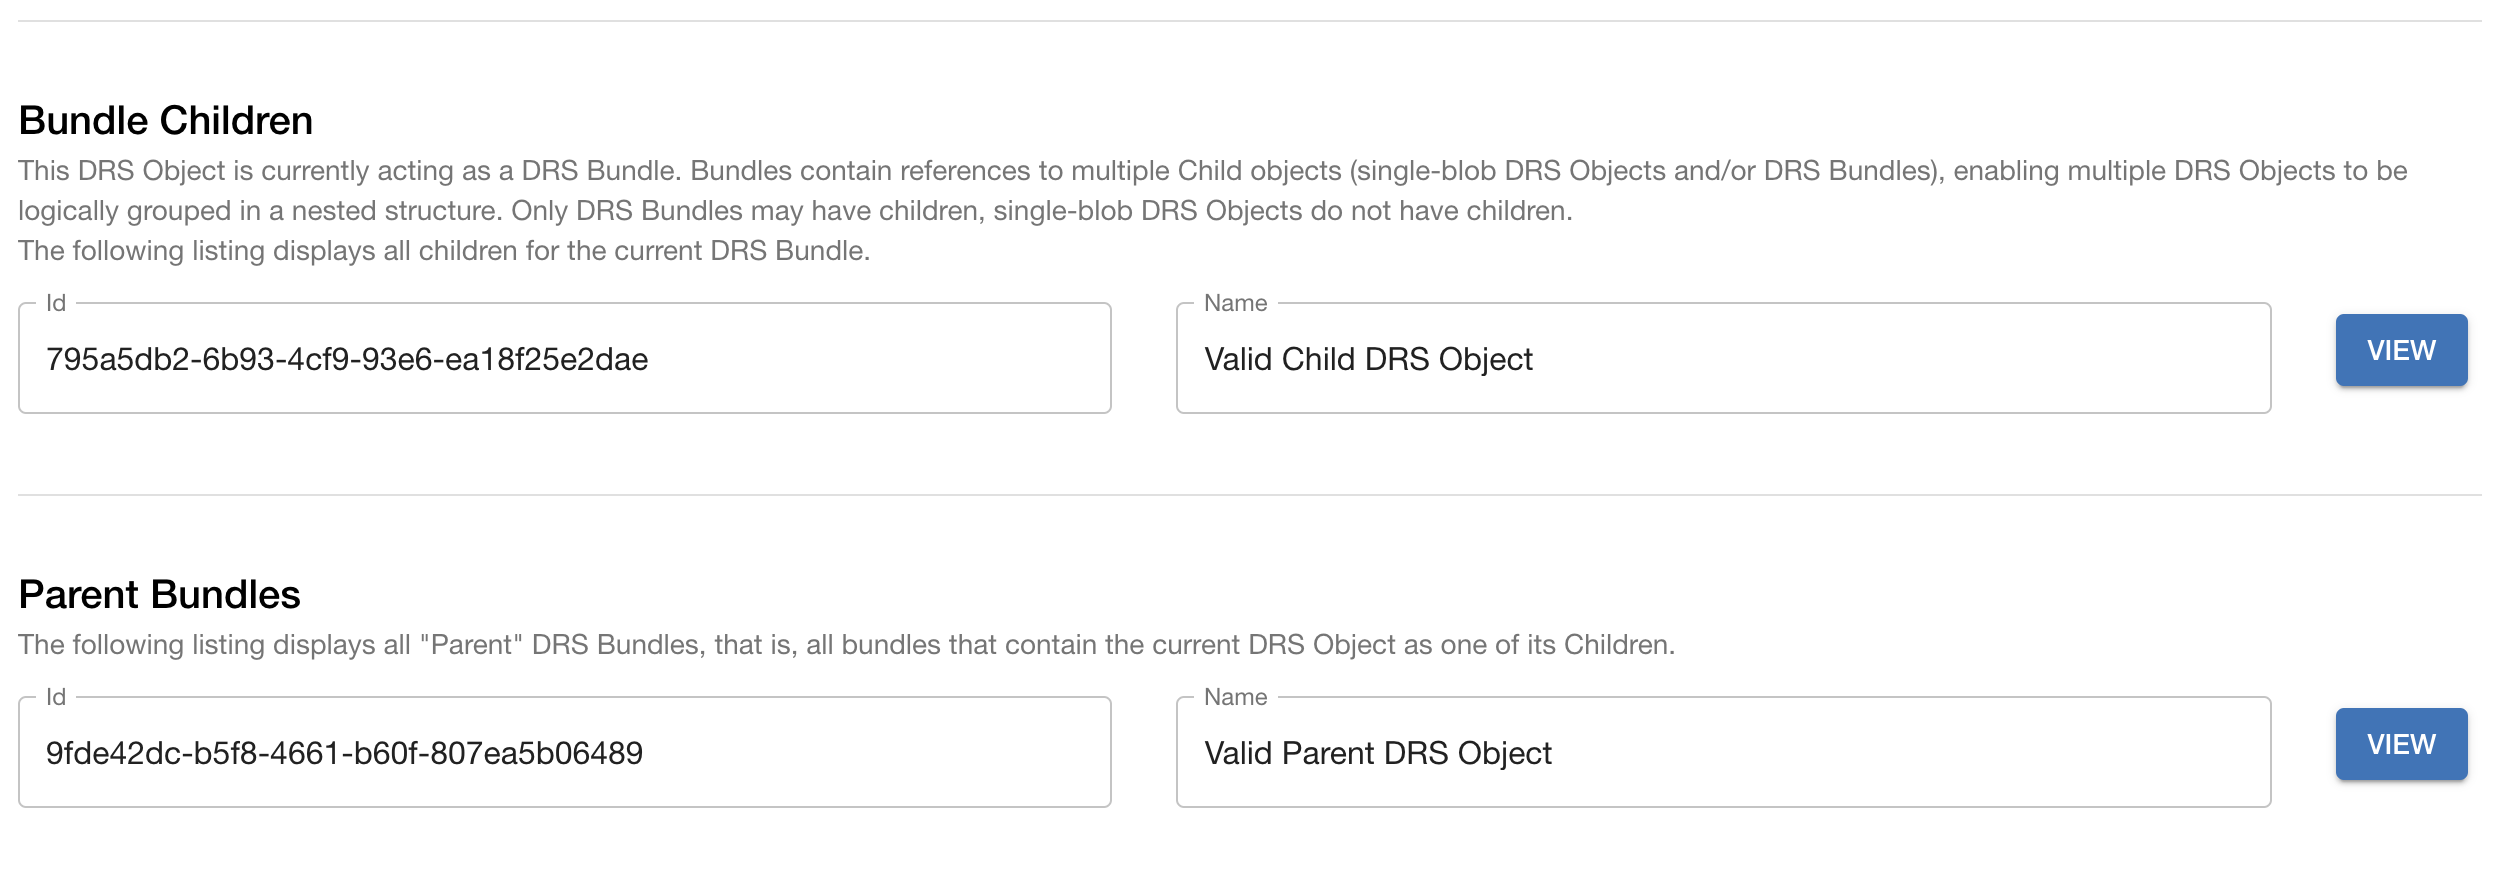 Bundle Children
This DRS Object is currently acting as a DRS Bundle. Bundles contain references to multiple Child objects (single-blob DRS Objects and/or DRS Bundles), enabling multiple DRS Objects to be
logically grouped in a nested structure. Only DRS Bundles may have children, single-blob DRS Objects do not have children.
The following listing displays all children for the current DRS Bundle.
Id
795a5db2-6b93-4cf9-93e6-ea18f25e2dae
Name
Valid Child DRS Object
VIEW
Parent Bundles
The following listing displays all "Parent" DRS Bundles, that is, all bundles that contain the current DRS Object as one of its Children.
Id
9fde42dc-b5f8-4661-b60f-807ea5b06489
Name
Valid Parent DRS Object
VIEW